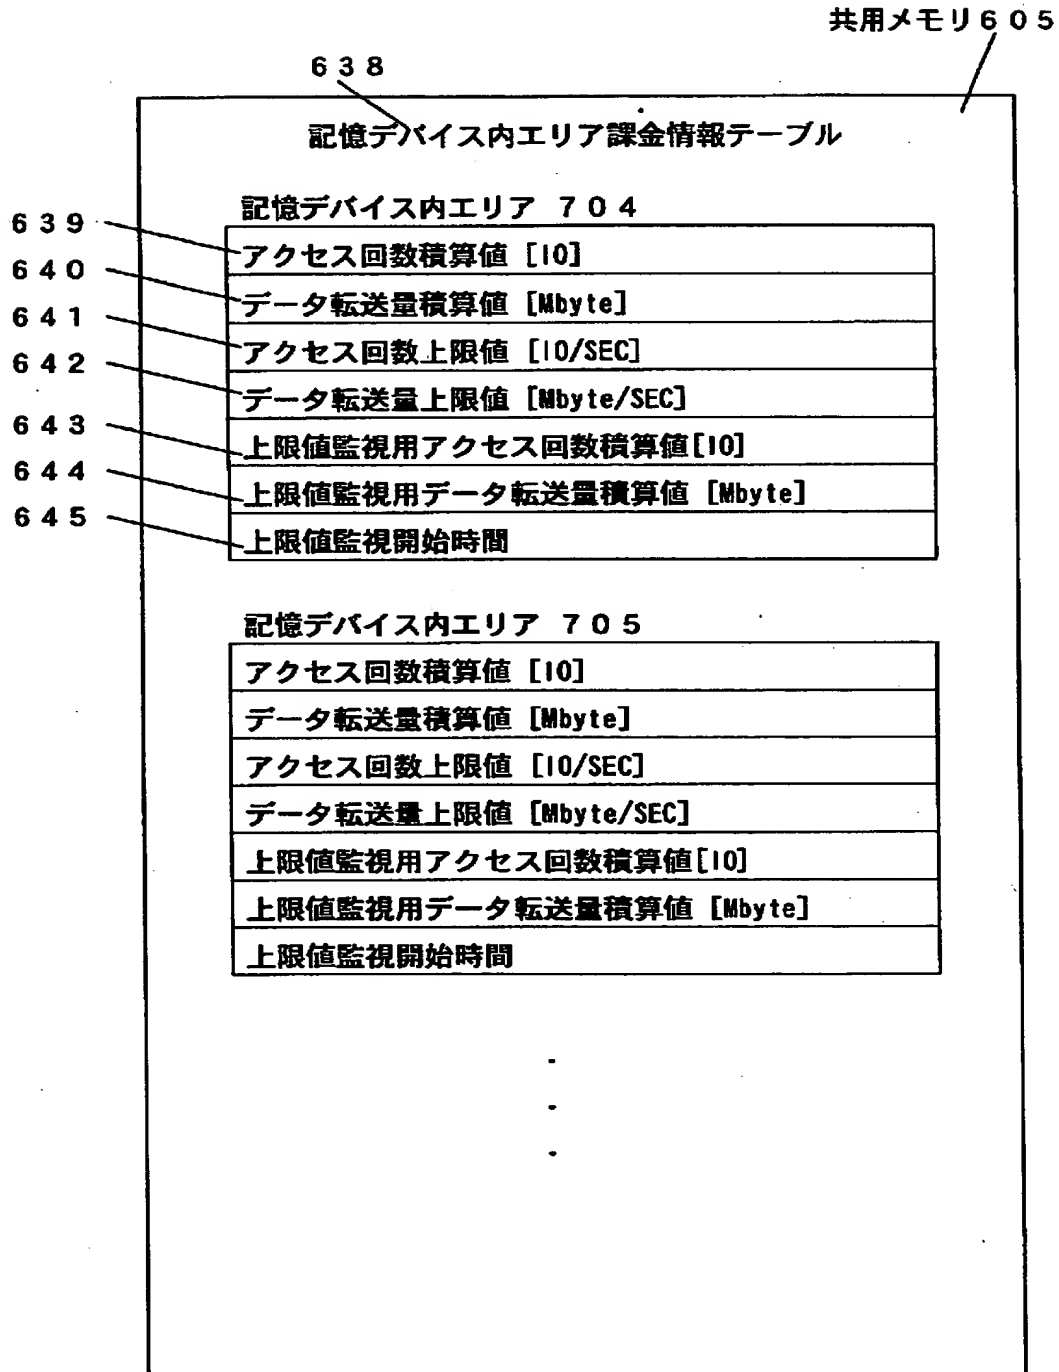 共用メモリ６０５
６３８
記憶デバイス内エリア課金情報テーブル
記憶デバイス内エリア ７０４
６３９
アクセス回数積算値 [IO]
６４０
データ転送量積算値 [Mbyte]
６４１
アクセス回数上限値 [IO/SEC]
６４２
データ転送量上限値 [Mbyte/SEC]
６４３
上限値監視用アクセス回数積算値[IO]
６４４
上限値監視用データ転送量積算値 [Mbyte]
６４５
上限値監視開始時間
記憶デバイス内エリア ７０５
アクセス回数積算値 [IO]
データ転送量積算値 [Mbyte]
アクセス回数上限値 [IO/SEC]
データ転送量上限値 [Mbyte/SEC]
上限値監視用アクセス回数積算値[IO]
上限値監視用データ転送量積算値 [Mbyte]
上限値監視開始時間